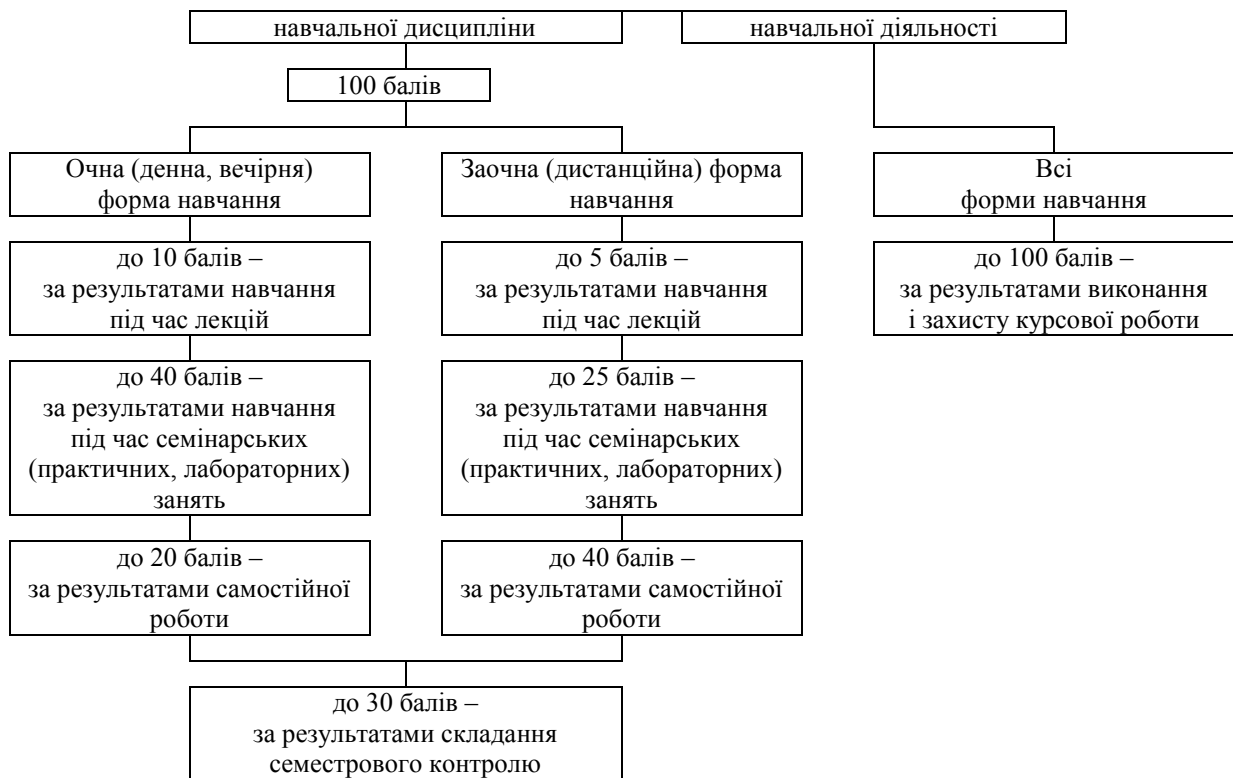 навчальної дисципліни
навчальної діяльності
100 балів
Очна (денна, вечірня)
форма навчання
Заочна (дистанційна) форма
навчання
Всі
форми навчання
до 10 балів –
за результатами навчання
під час лекцій
до 5 балів –
за результатами навчання
під час лекцій
до 100 балів –
за результатами виконання
і захисту курсової роботи
до 40 балів –
за результатами навчання
під час семінарських
(практичних, лабораторних)
занять
до 25 балів –
за результатами навчання
під час семінарських
(практичних, лабораторних)
занять
до 20 балів –
за результатами самостійної
роботи
до 40 балів –
за результатами самостійної
роботи
до 30 балів –
за результатами складання
семестрового контролю